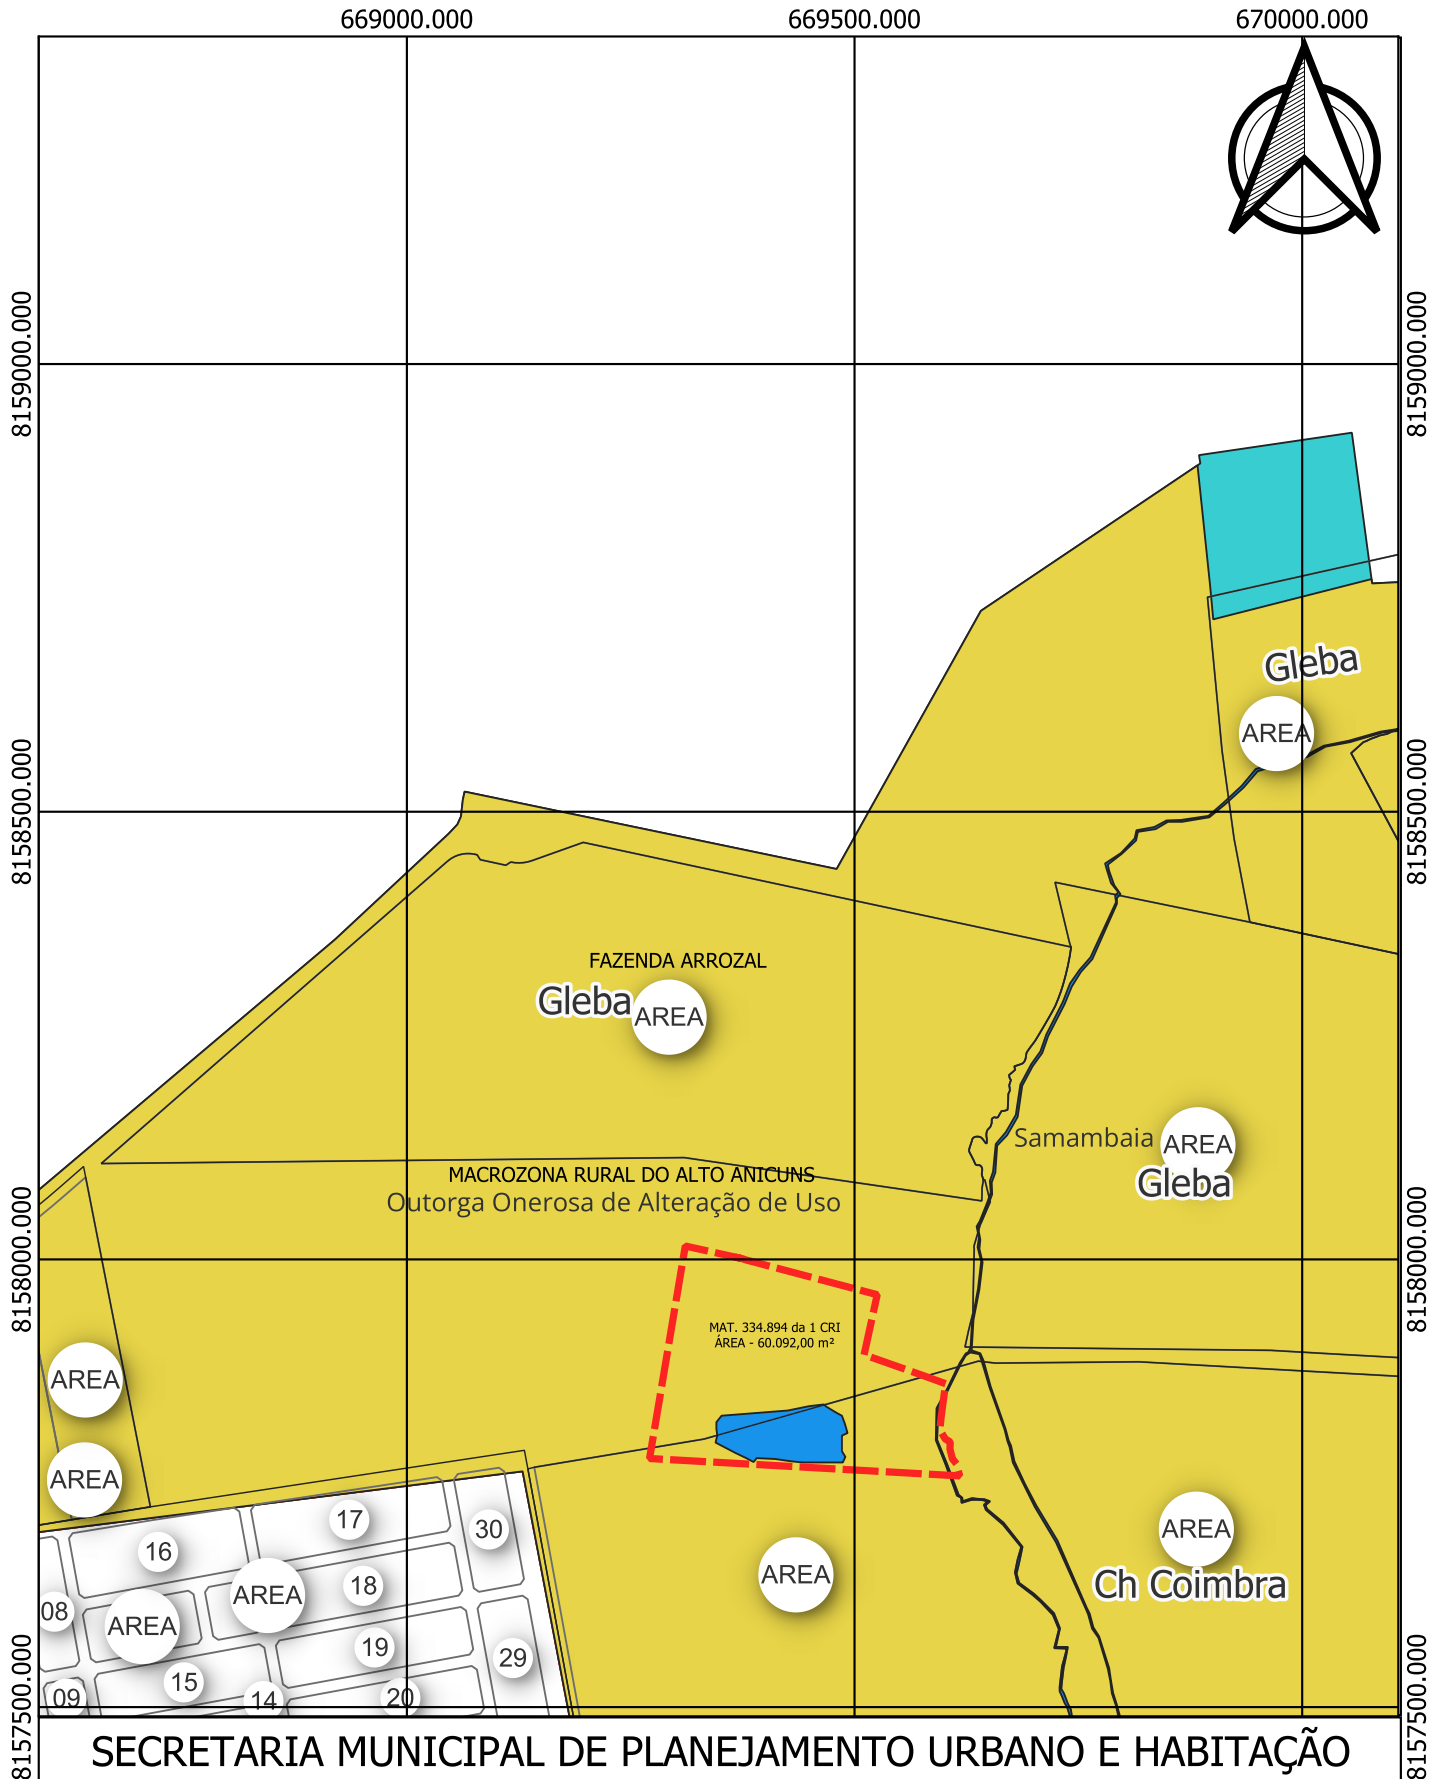 669000.000
669500.000
670000.000
8159000.000
8159000.000
Gleba
AREA
8158500.000
8158500.000
FAZENDA ARROZAL
Gleba
AREA
Samambaia
AREA
Gleba
MACROZONA RURAL DO ALTO ANICUNS
Outorga Onerosa de Alteração de Uso
8158000.000
8158000.000
MAT. 334.894 da 1 CRI
ÁREA - 60.092,00 m²
AREA
AREA
17
30
16
AREA
AREA
18
AREA
Ch Coimbra
08
AREA
19
29
15
09
14
20
8157500.000
8157500.000
SECRETARIA MUNICIPAL DE PLANEJAMENTO URBANO E HABITAÇÃO